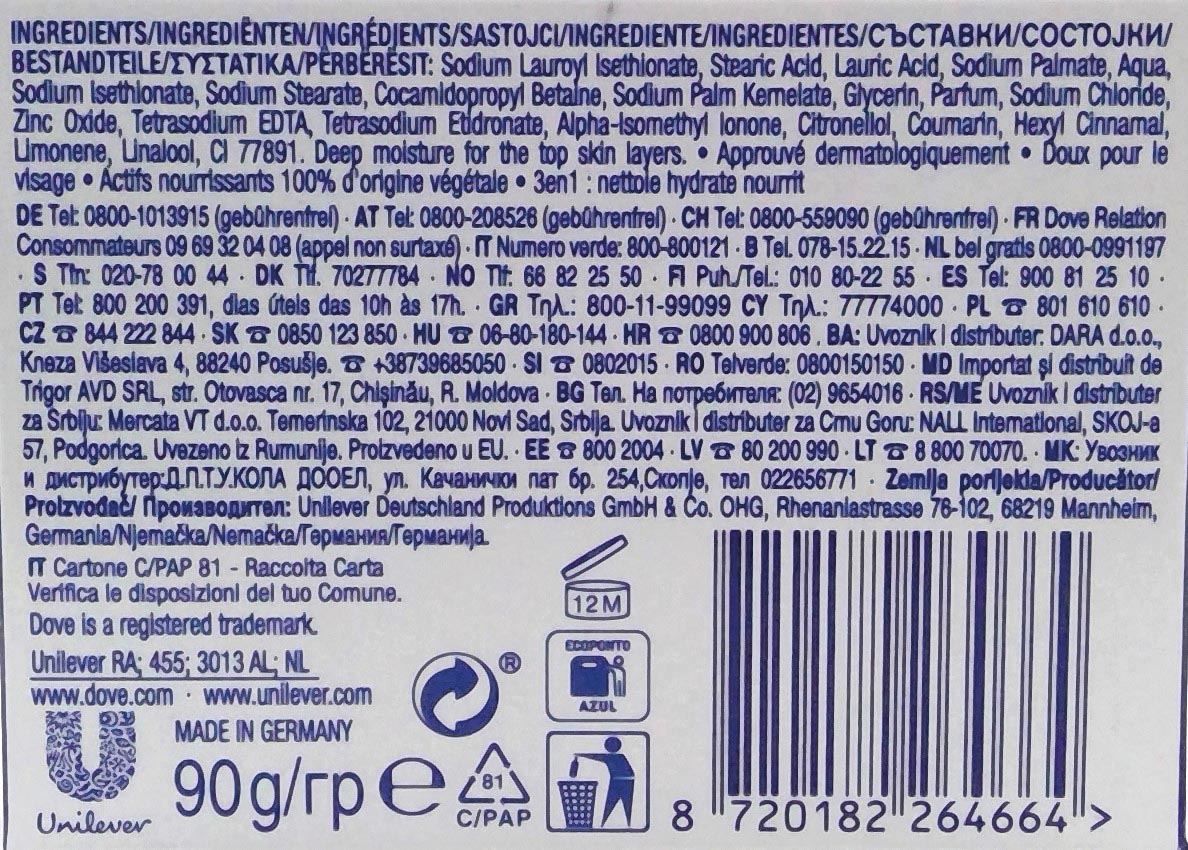 INGREDIENTS/INGREDIËNTEN/INGRÉDIENTS/SASTOJCI/INGREDIENTE/INGREDIENTES/СЪСТАВКИ/СОСТОЈКИ/
BESTANDTEILE/ΣΥΣΤΑΤΙΚΑ/PËRBËRËSIT: Sodium Lauroyl Isethionate, Stearic Acid, Lauric Acid, Sodium Palmate, Aqua,
Sodium Isethionate, Sodium Stearate, Cocamidopropyl Betaine, Sodium Palm Kernelate, Glycerin, Parfum, Sodium Chloride,
Zinc Oxide, Tetrasodium EDTA, Tetrasodium Etidronate, Alpha-Isomethyl Ionone, Citronellol, Coumarin, Hexyl Cinnamal,
Limonene, Linalool, CI 77891. Deep moisture for the top skin layers. • Approuvé dermatologiquement • Doux pour le
visage • Actifs nourrissants 100% d'origine végétale • 3en1 : nettoie hydrate nourrit
DE Tel: 0800-1013915 (gebührenfrei) · AT Tel: 0800-208526 (gebührenfrei) · CH Tel: 0800-559090 (gebührenfrei) · FR Dove Relation
Consommateurs 09 69 32 04 08 (appel non surtaxé) · IT Numero verde: 800-800121 · B Tel. 078-15.22.15 · NL bel gratis 0800-0991197
· S Tfn: 020-78 00 44 · DK Tlf. 70277784 · NO Tlf: 66 82 25 50 · FI Puh./Tel.: 010 80-22 55 · ES Tel: 900 81 25 10 ·
PT Tel: 800 200 391, dias úteis das 10h às 17h. · GR Τηλ.: 800-11-99099 CY Τηλ.: 77774000 · PL ☎ 801 610 610 ·
CZ ☎ 844 222 844 · SK ☎ 0850 123 850 · HU ☎ 06-80-180-144 · HR ☎ 0800 900 806 . BA: Uvoznik i distributer: DARA d.o.o.,
Kneza Višeslava 4, 88240 Posušje. ☎ +38739685050 · SI ☎ 0802015 · RO Telverde: 0800150150 · MD Importat şi distribuit de
Trigor AVD SRL, str. Otovasca nr. 17, Chişinău, R. Moldova · BG Тел. На потребителя: (02) 9654016 · RS/ME Uvoznik i distributer
za Srbiju: Mercata VT d.o.o. Temerinska 102, 21000 Novi Sad, Srbija. Uvoznik i distributer za Crnu Goru: NALL International, SKOJ-a
57, Podgorica. Uvezeno iz Rumunije. Proizvedeno u EU. · EE ☎ 800 2004 · LV ☎ 80 200 990 · LT ☎ 8 800 70070. · MK: Увозник
и дистрибутер:Д.П.Т.У.КОЛА ДООЕЛ, ул. Качанички пат бр. 254,Скопје, тел 022656771 · Zemlja porijekla/Producător/
Proizvođač/ Производител: Unilever Deutschland Produktions GmbH & Co. OHG, Rhenaniastrasse 76-102, 68219 Mannheim,
Germania/Njemačka/Nemačka/Германия/Германија.
IT Cartone C/PAP 81 - Raccolta Carta
Verifica le disposizioni del tuo Comune.
Dove is a registered trademark.
Unilever RA; 455; 3013 AL; NL
www.dove.com · www.unilever.com
MADE IN GERMANY
90g/гр e
Unilever
12M
ECOPONTO
AZUL
®
81
C/PAP
8 720182 264664 >